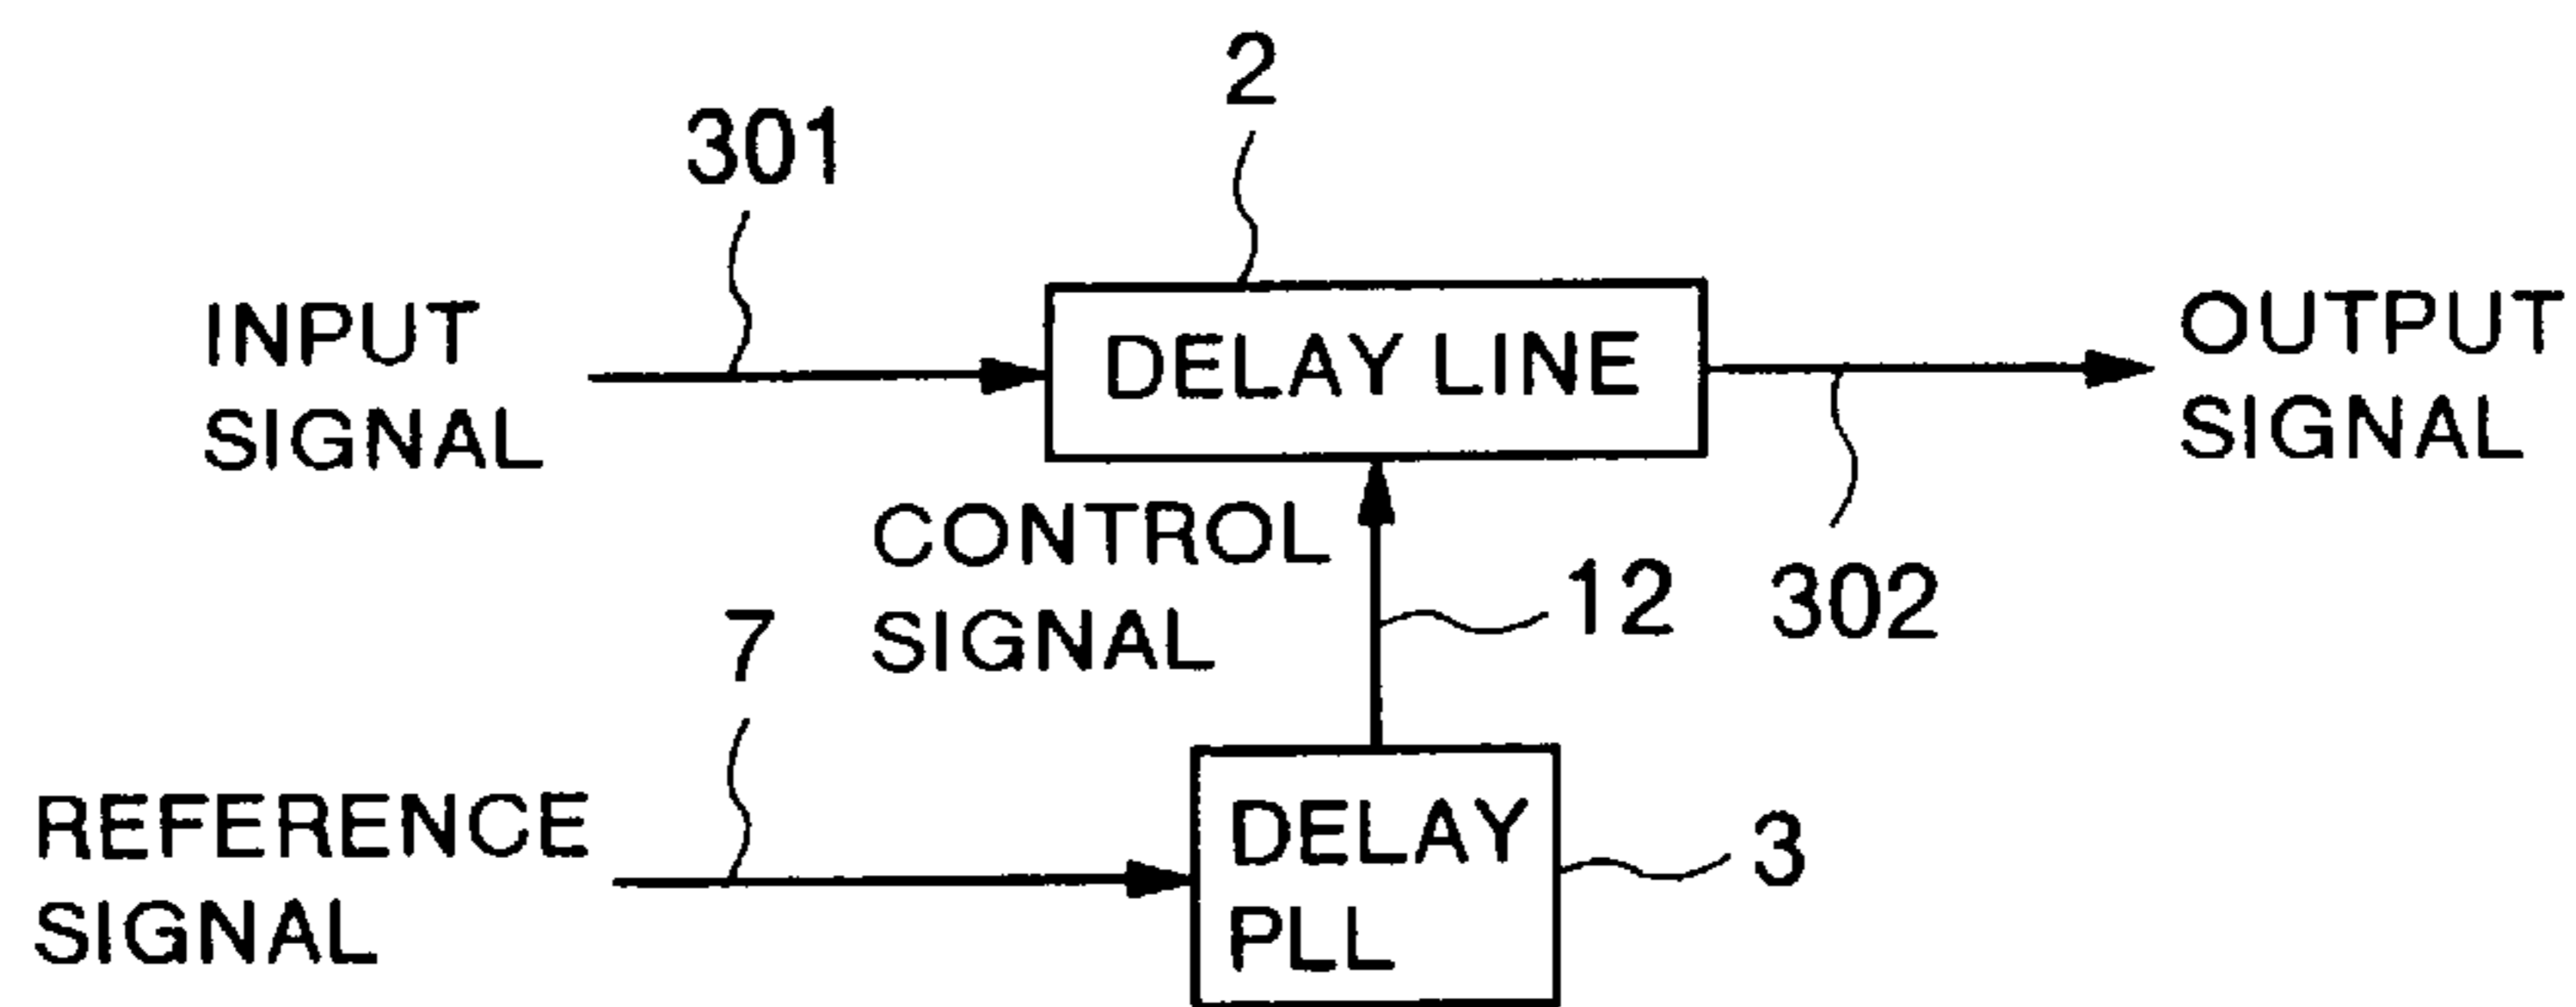 2
301
INPUT
SIGNAL
DELAY LINE
OUTPUT
SIGNAL
CONTROL
SIGNAL
12
302
7
REFERENCE
SIGNAL
DELAY
PLL
3